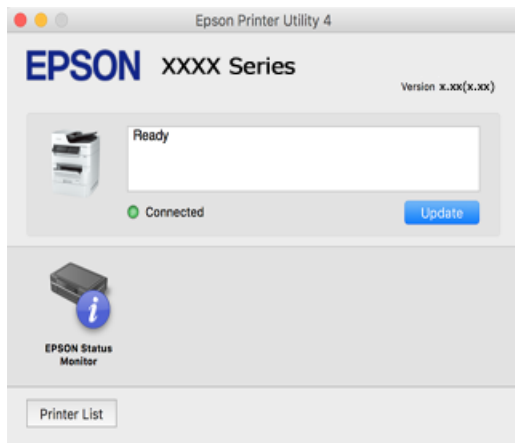 Epson Printer Utility 4
EPSON XXXX Series
Version x.xx(x.xx)
Ready
Connected
Update
i
EPSON Status
Monitor
Printer List